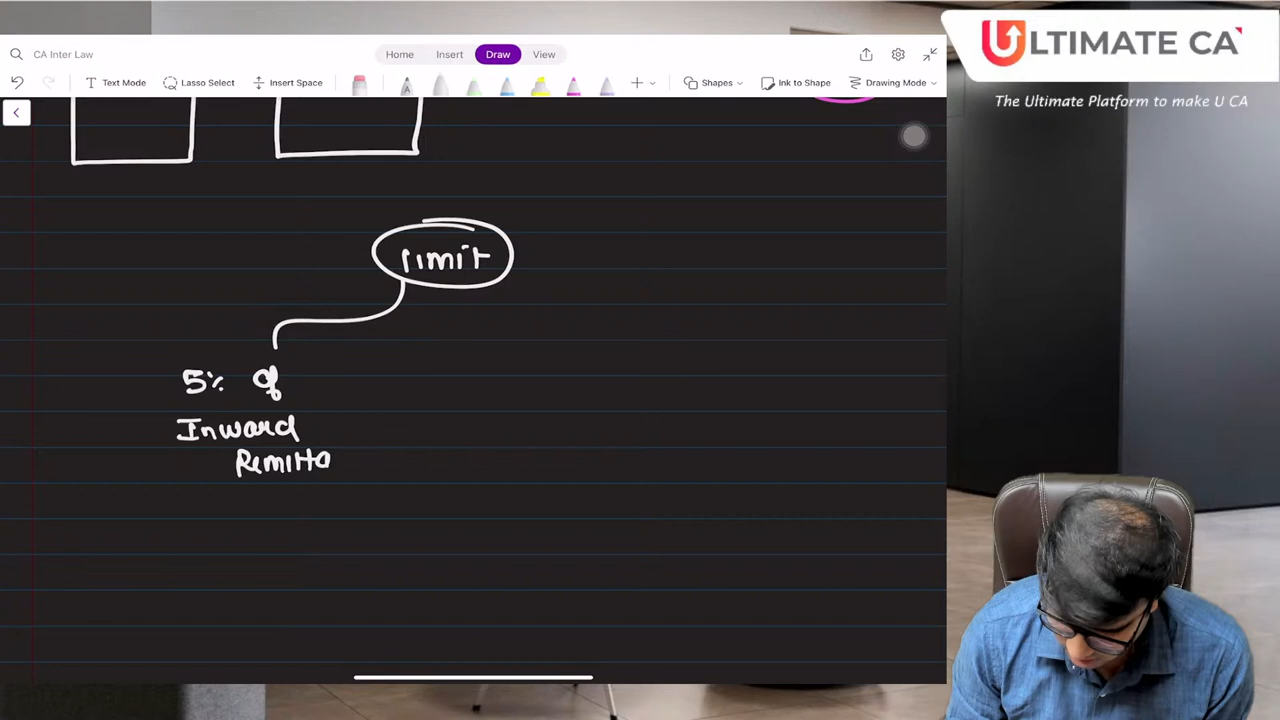 ULTIMATE CA
The Ultimate Platform to make U CA
CA Inter Law
Home Insert Draw View
Text Mode Lasso Select Insert Space Shapes Ink to Shape Drawing Mode
limit
5% of
Inward
Remitta